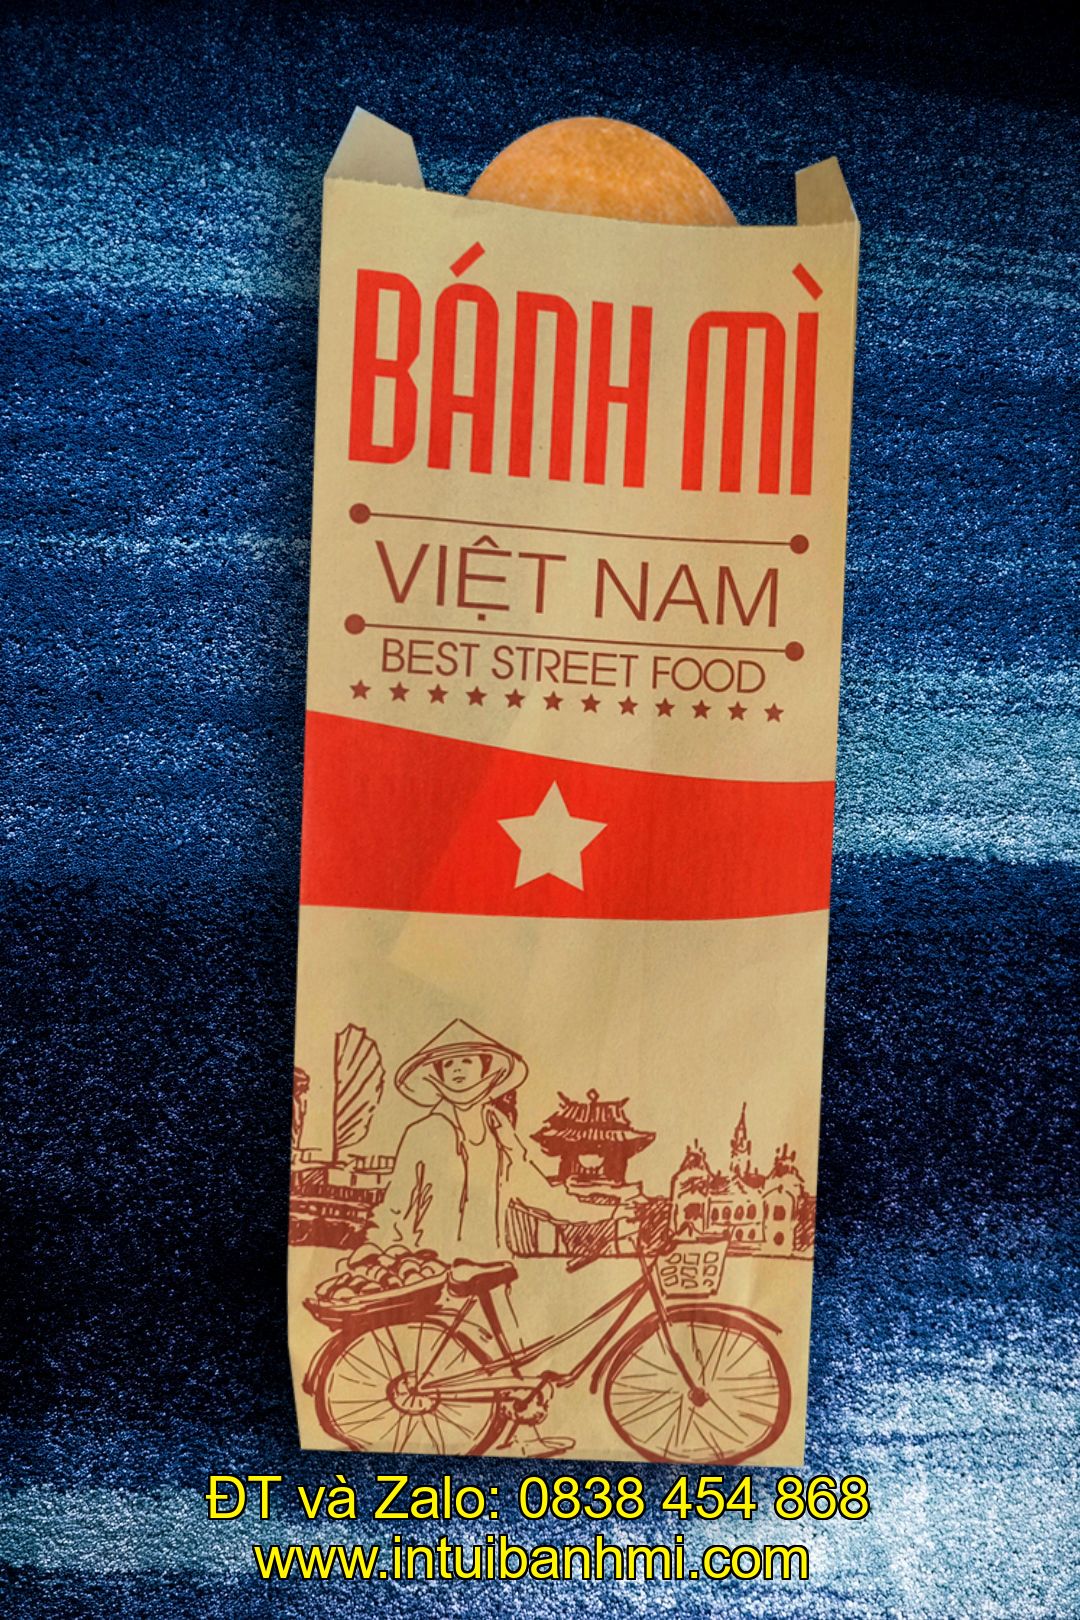 BÁNH MÌ
VIỆT NAM
BEST STREET FOOD
ĐT và Zalo: 0838 454 868
www.intuibanhmi.com